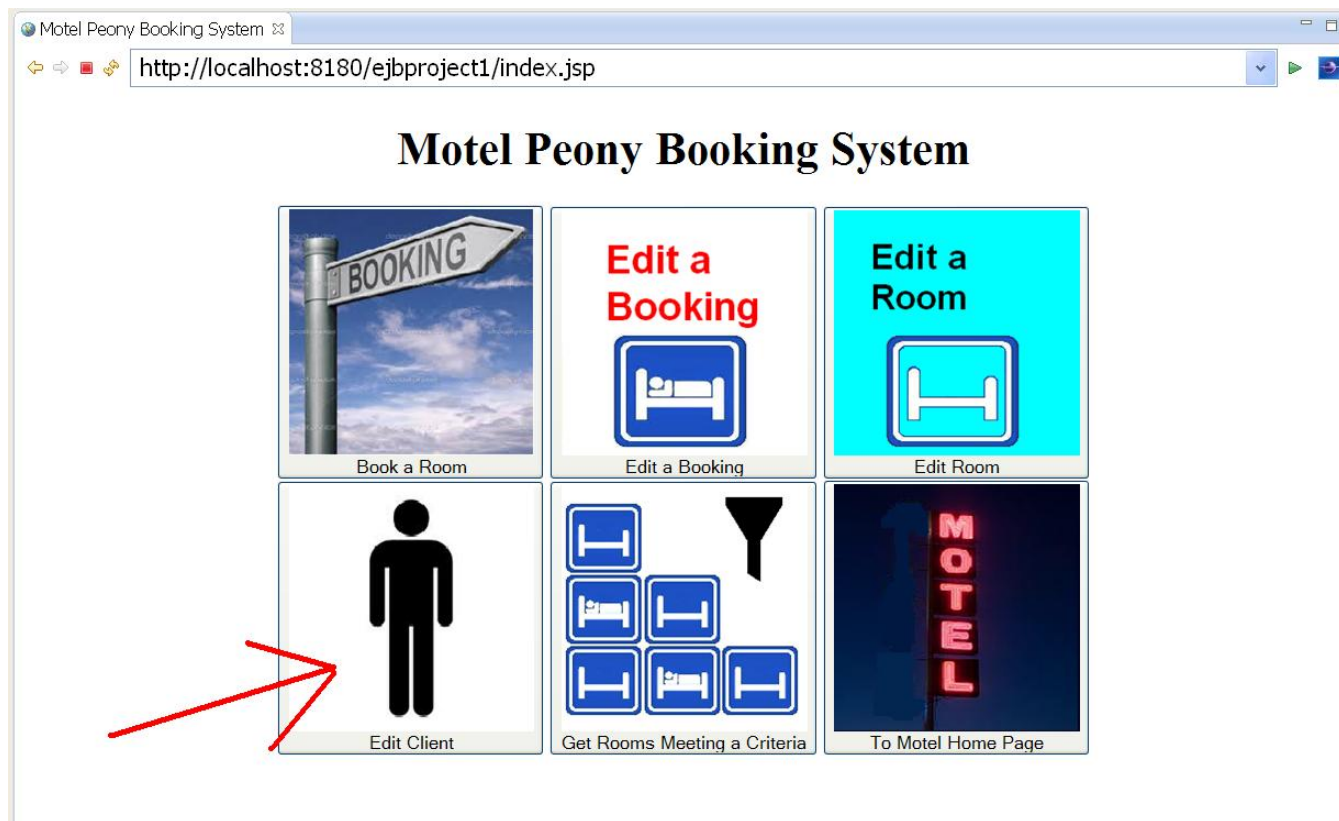 Motel Peony Booking System
http://localhost:8180/ejbproject1/index.jsp
Motel Peony Booking System
BOOKING
Book a Room
Edit a
Booking
Edit a Booking
Edit a
Room
Edit Room
Edit Client
Get Rooms Meeting a Criteria
MOTEL
To Motel Home Page